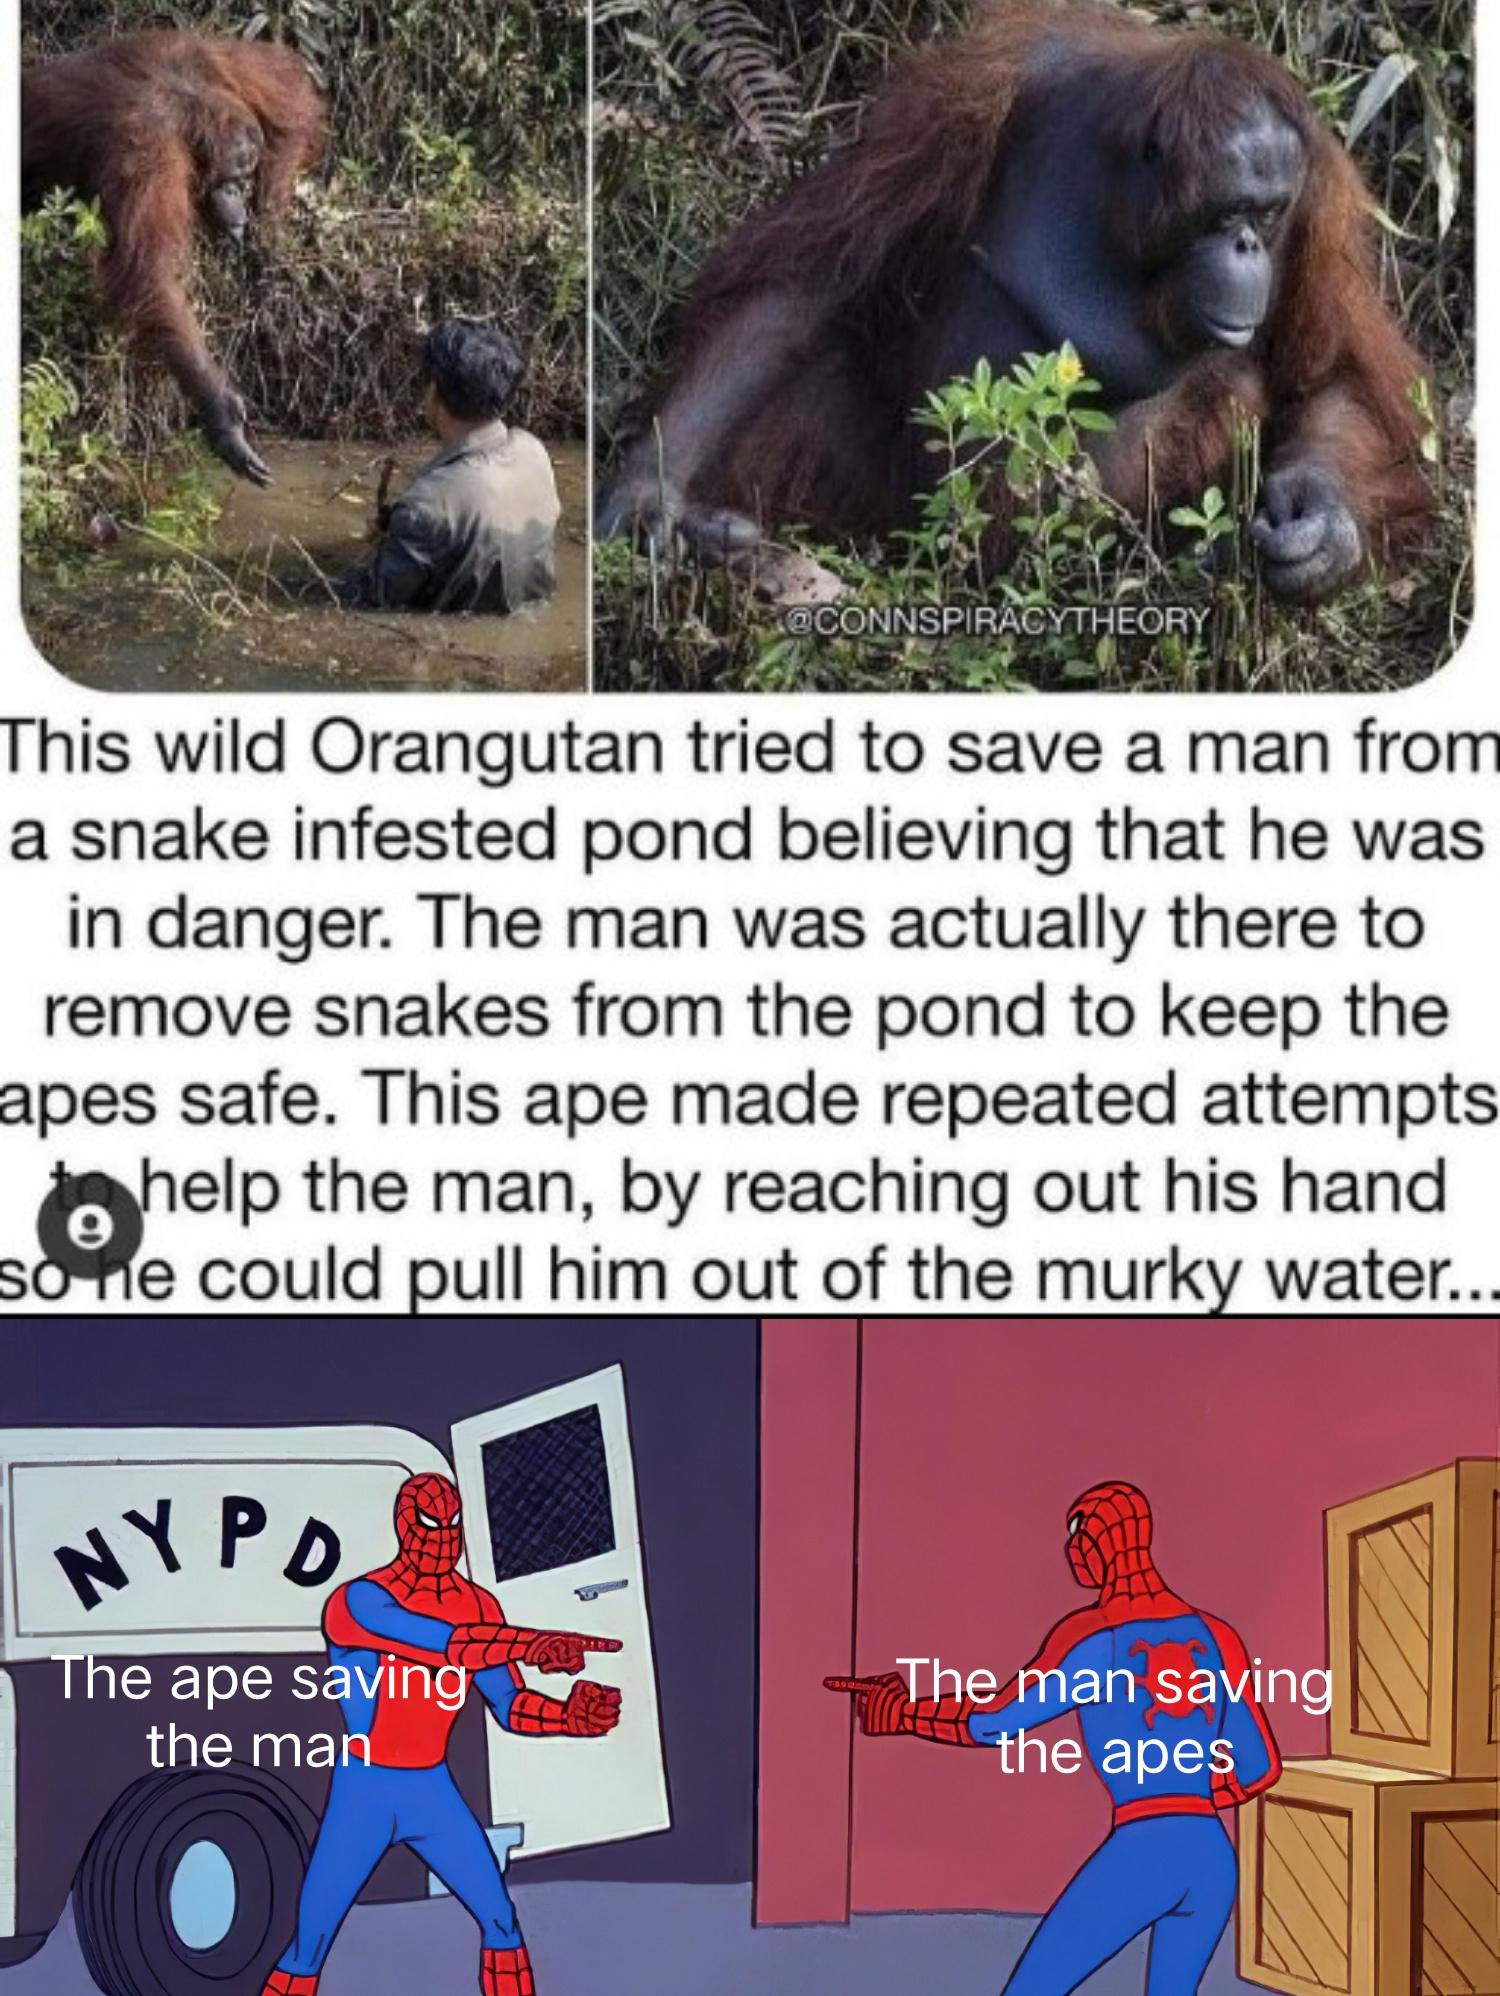 @CONNSPIRACYTHEORY
This wild Orangutan tried to save a man from
a snake infested pond believing that he was
in danger. The man was actually there to
remove snakes from the pond to keep the
apes safe. This ape made repeated attempts
to help the man, by reaching out his hand
so he could pull him out of the murky water...
NYPD
The ape saving
the man
The man saving
the apes